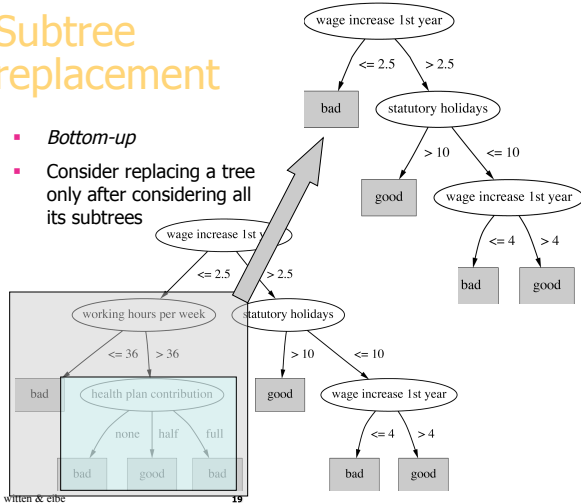 Subtree
replacement
Bottom-up
Consider replacing a tree
only after considering all
its subtrees
wage increase 1st year
<= 2.5
> 2.5
bad
statutory holidays
> 10
<= 10
good
wage increase 1st year
<= 4
> 4
bad
good
wage increase 1st
<= 2.5
> 2.5
working hours per week
statutory holidays
<= 36
> 36
> 10
<= 10
bad
health plan contribution
good
wage increase 1st year
none
half
full
<= 4
> 4
bad
good
bad
bad
good
witten & eibe
19